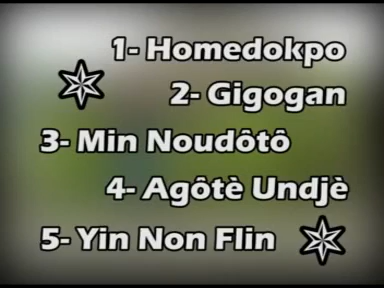 1- Homedokpo
2- Gigogan
3- Min Noudôtô
4- Agôtè Undjè
5- Yin Non Flin